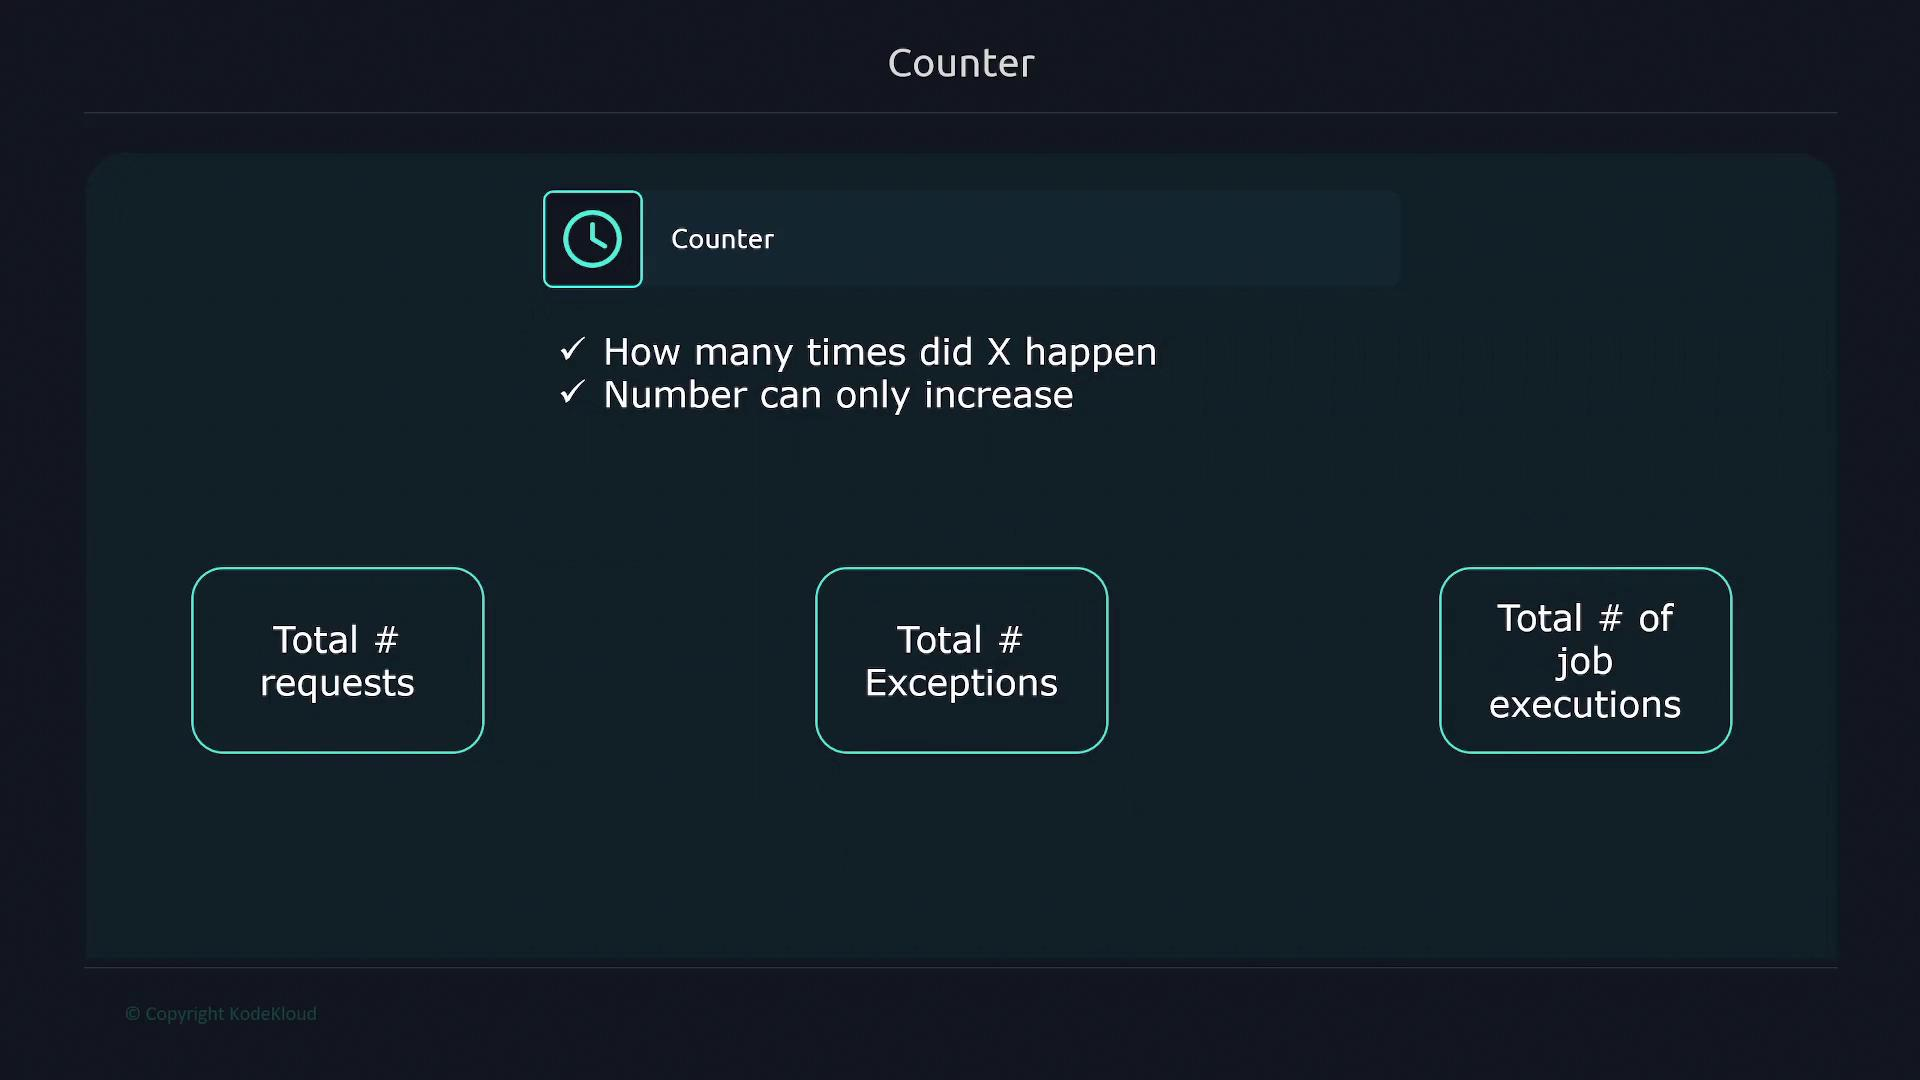 Counter
Counter
✓ How many times did X happen
✓ Number can only increase
Total #
requests
Total #
Exceptions
Total # of
job
executions
© Copyright KodeKloud